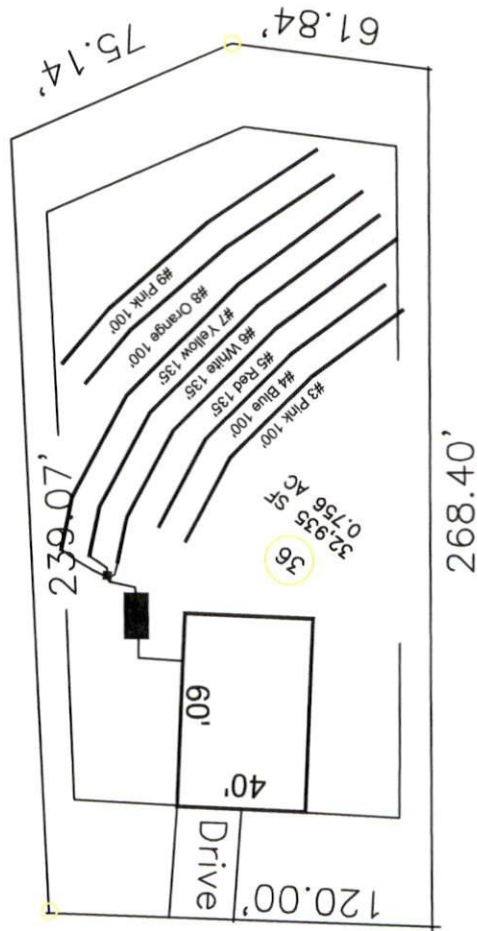 75.14'
61.84'
#9 Pink 100'
#8 Orange 100'
#7 Yellow 135'
#6 White 135'
#5 Red 135'
#4 Blue 100'
#3 Pink 100'
239.07'
268.40'
32,935 SF
0.756 AC
36
60'
40'
Drive
120.00'